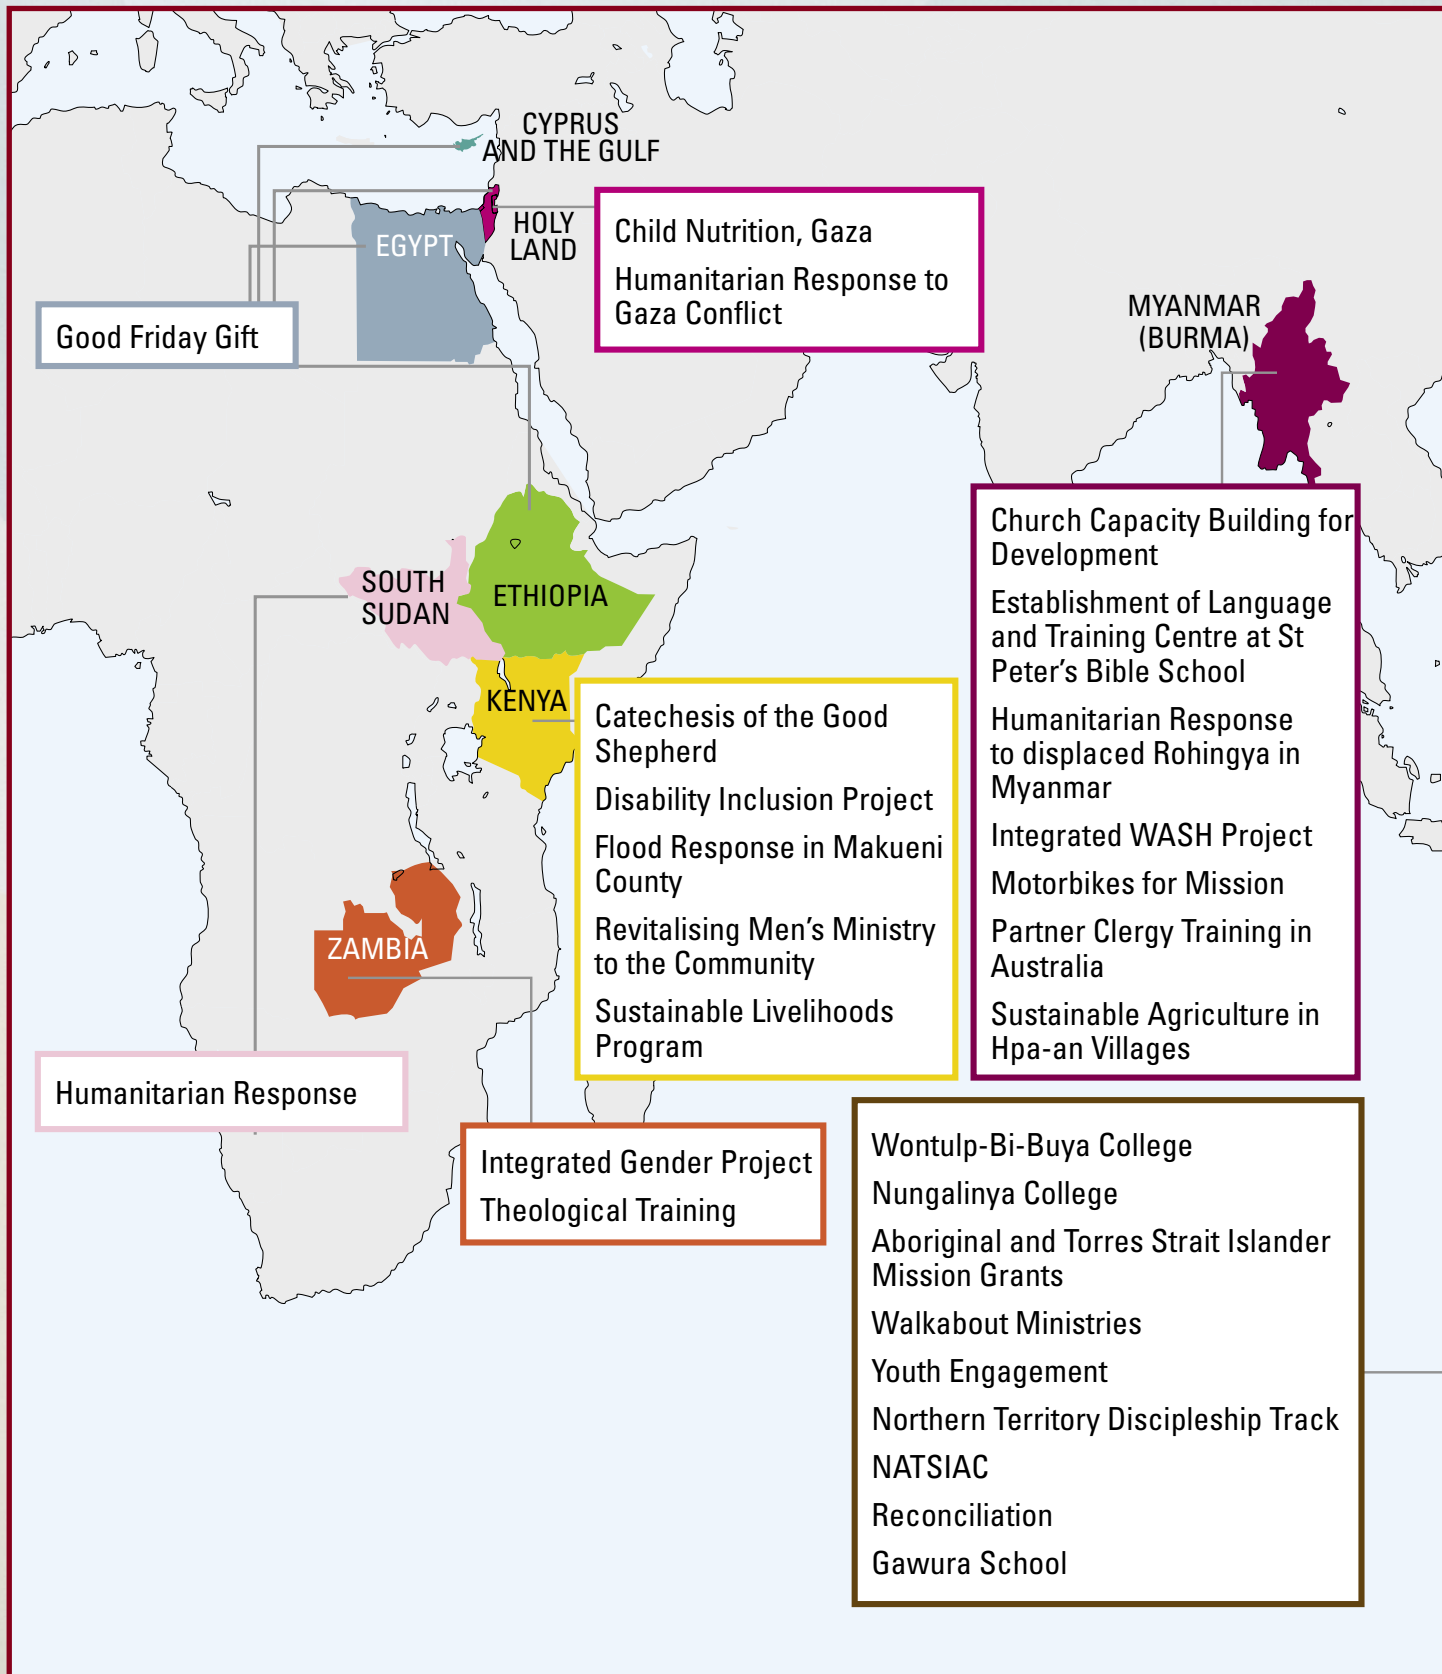 CYPRUS
AND THE GULF
HOLY
LAND
EGYPT
Child Nutrition, Gaza
Humanitarian Response to
Gaza Conflict
Good Friday Gift
MYANMAR
(BURMA)
SOUTH
SUDAN
ETHIOPIA
KENYA
Catechesis of the Good
Shepherd
Disability Inclusion Project
Flood Response in Makueni
County
Revitalising Men’s Ministry
to the Community
Sustainable Livelihoods
Program
Church Capacity Building for
Development
Establishment of Language
and Training Centre at St
Peter’s Bible School
Humanitarian Response
to displaced Rohingya in
Myanmar
Integrated WASH Project
Motorbikes for Mission
Partner Clergy Training in
Australia
Sustainable Agriculture in
Hpa-an Villages
ZAMBIA
Humanitarian Response
Integrated Gender Project
Theological Training
Wontulp-Bi-Buya College
Nungalinya College
Aboriginal and Torres Strait Islander
Mission Grants
Walkabout Ministries
Youth Engagement
Northern Territory Discipleship Track
NATSIAC
Reconciliation
Gawura School